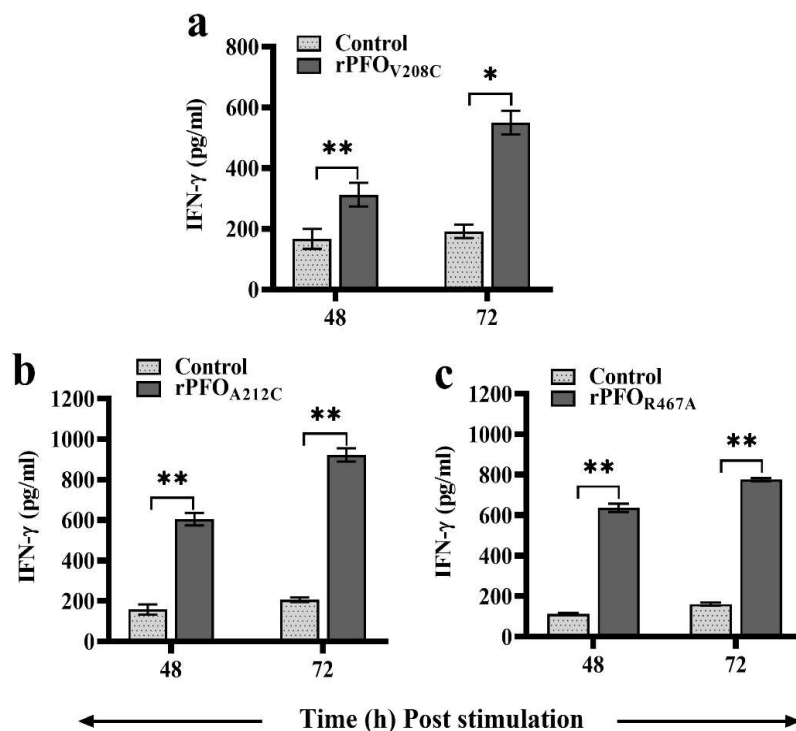 a
Control
rPFOV208C
IFN-γ (pg/ml)
800
600
400
200
0
**
*
48
72
b
Control
rPFOA212C
IFN-γ (pg/ml)
1200
1000
800
600
400
200
0
**
**
48
72
c
Control
rPFOR467A
IFN-γ (pg/ml)
1200
1000
800
600
400
200
0
**
**
48
72
Time (h) Post stimulation